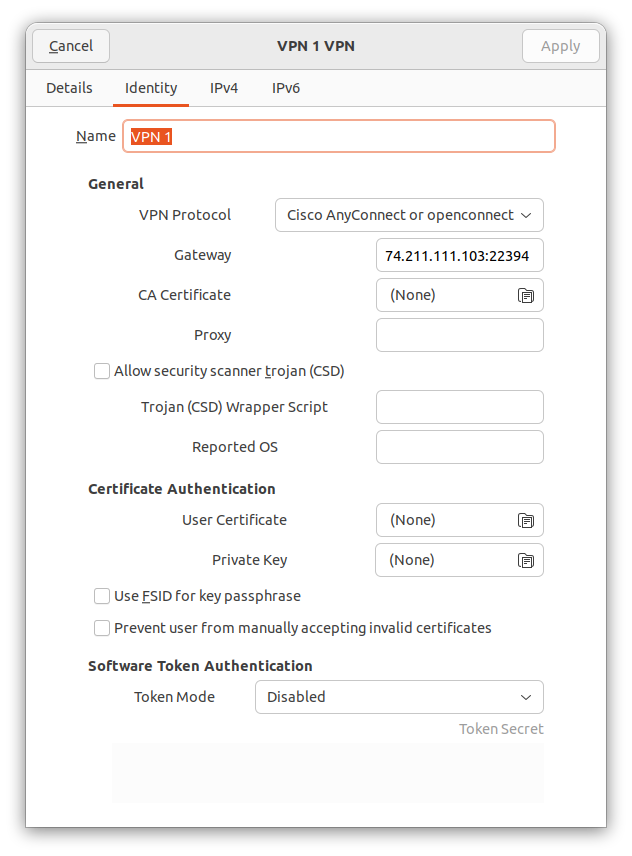 Cancel VPN 1 VPN Apply
Details Identity IPv4 IPv6
Name VPN 1
General
VPN Protocol Cisco AnyConnect or openconnect
Gateway 74.211.111.103:22394
CA Certificate (None)
Proxy
Allow security scanner trojan (CSD)
Trojan (CSD) Wrapper Script
Reported OS
Certificate Authentication
User Certificate (None)
Private Key (None)
Use FSID for key passphrase
Prevent user from manually accepting invalid certificates
Software Token Authentication
Token Mode Disabled
Token Secret